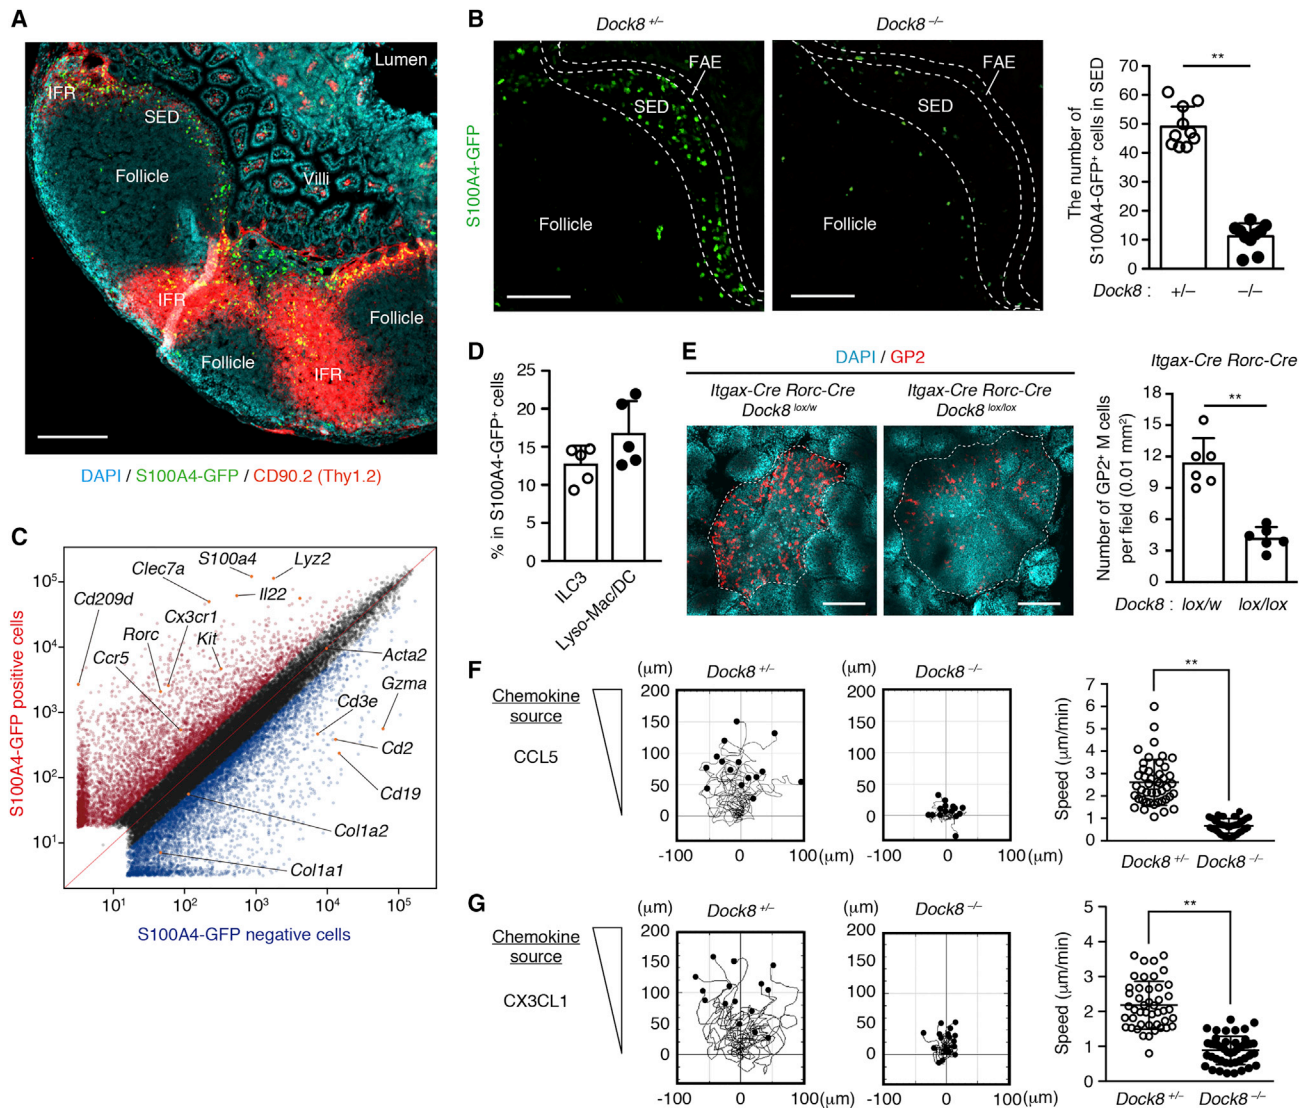 A
IFR
SED
Lumen
Follicle
Villi
IFR
Follicle
Follicle
IFR
DAPI / S100A4-GFP / CD90.2 (Thy1.2)
B
Dock8 +/–
Dock8 –/–
S100A4-GFP
FAE
SED
Follicle
FAE
SED
Follicle
The number of
S100A4-GFP+ cells in SED
70
60
50
40
30
20
10
0
**
Dock8 : +/– –/–
C
S100A4-GFP positive cells
10^5
10^4
10^3
10^2
10^1
S100a4
Lyz2
Clec7a
Il22
Cd209d
Cx3cr1
Rorc
Kit
Ccr5
Acta2
Gzma
Cd3e
Cd2
Cd19
Col1a2
Col1a1
10^1 10^2 10^3 10^4 10^5
S100A4-GFP negative cells
D
% in S100A4-GFP+ cells
25
20
15
10
5
0
ILC3
Lyso-Mac/DC
E
DAPI / GP2
Itgax-Cre Rorc-Cre
Dock8 lox/w
Itgax-Cre Rorc-Cre
Dock8 lox/lox
Itgax-Cre Rorc-Cre
Number of GP2+ M cells
per field (0.01 mm2)
18
15
12
9
6
3
0
**
Dock8 : lox/w lox/lox
F
Chemokine
source
CCL5
(μm)
Dock8 +/–
200
150
100
50
0
-100 0 100(μm)
(μm)
Dock8 –/–
200
150
100
50
0
-100 0 100(μm)
Speed (μm/min)
7
6
5
4
3
2
1
0
**
Dock8 +/– Dock8 –/–
G
Chemokine
source
CX3CL1
(μm)
Dock8 +/–
200
150
100
50
0
-100 0 100(μm)
(μm)
Dock8 –/–
200
150
100
50
0
-100 0 100(μm)
Speed (μm/min)
5
4
3
2
1
0
**
Dock8 +/– Dock8 –/–